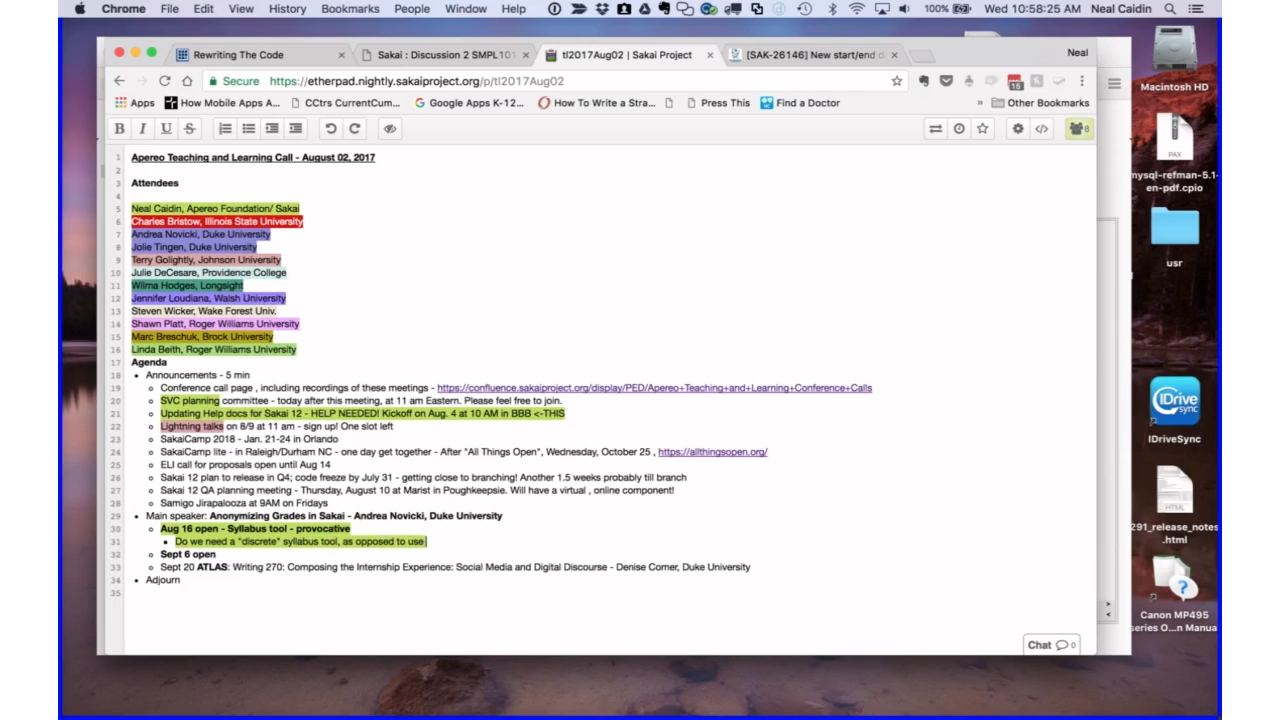 Chrome File Edit View History Bookmarks People Window Help 100% Wed 10:58:25 AM Neal Caidin
Rewriting The Code × Sakai : Discussion 2 SMPL101 × tl2017Aug02 | Sakai Project × [SAK-26146] New start/end d × Neal
Secure https://etherpad.nightly.sakaiproject.org/p/tl2017Aug02 15
Apps How Mobile Apps A... CCtrs CurrentCum... Google Apps K-12... How To Write a Stra... Press This Find a Doctor » Other Bookmarks
B I U S 8
1 Apereo Teaching and Learning Call - August 02, 2017
2
3 Attendees
4
5 Neal Caidin, Apereo Foundation/ Sakai
6 Charles Bristow, Illinois State University
7 Andrea Novicki, Duke University
8 Jolie Tingen, Duke University
9 Terry Golightly, Johnson University
10 Julie DeCesare, Providence College
11 Wilma Hodges, Longsight
12 Jennifer Loudiana, Walsh University
13 Steven Wicker, Wake Forest Univ.
14 Shawn Platt, Roger Williams University
15 Marc Breschuk, Brock University
16 Linda Beith, Roger Williams University
17 Agenda
18 Announcements - 5 min
19 Conference call page , including recordings of these meetings - https://confluence.sakaiproject.org/display/PED/Apereo+Teaching+and+Learning+Conference+Calls
20 SVC planning committee - today after this meeting, at 11 am Eastern. Please feel free to join.
21 Updating Help docs for Sakai 12 - HELP NEEDED! Kickoff on Aug. 4 at 10 AM in BBB <-THIS
22 Lightning talks on 8/9 at 11 am - sign up! One slot left
23 SakaiCamp 2018 - Jan. 21-24 in Orlando
24 SakaiCamp lite - in Raleigh/Durham NC - one day get together - After "All Things Open", Wednesday, October 25 , https://allthingsopen.org/
25 ELI call for proposals open until Aug 14
26 Sakai 12 plan to release in Q4; code freeze by July 31 - getting close to branching! Another 1.5 weeks probably till branch
27 Sakai 12 QA planning meeting - Thursday, August 10 at Marist in Poughkeepsie. Will have a virtual , online component!
28 Samigo Jirapalooza at 9AM on Fridays
29 Main speaker: Anonymizing Grades in Sakai - Andrea Novicki, Duke University
30 Aug 16 open - Syllabus tool - provocative
31 Do we need a "discrete" syllabus tool, as opposed to use
32 Sept 6 open
33 Sept 20 ATLAS: Writing 270: Composing the Internship Experience: Social Media and Digital Discourse - Denise Comer, Duke University
34 Adjourn
35
Chat 0
Macintosh HD
PAX
mysql-refman-5.1-
en-pdf.cpio
usr
IDrive
sync
IDriveSync
291_release_notes
.html
Canon MP495
series O...n Manua